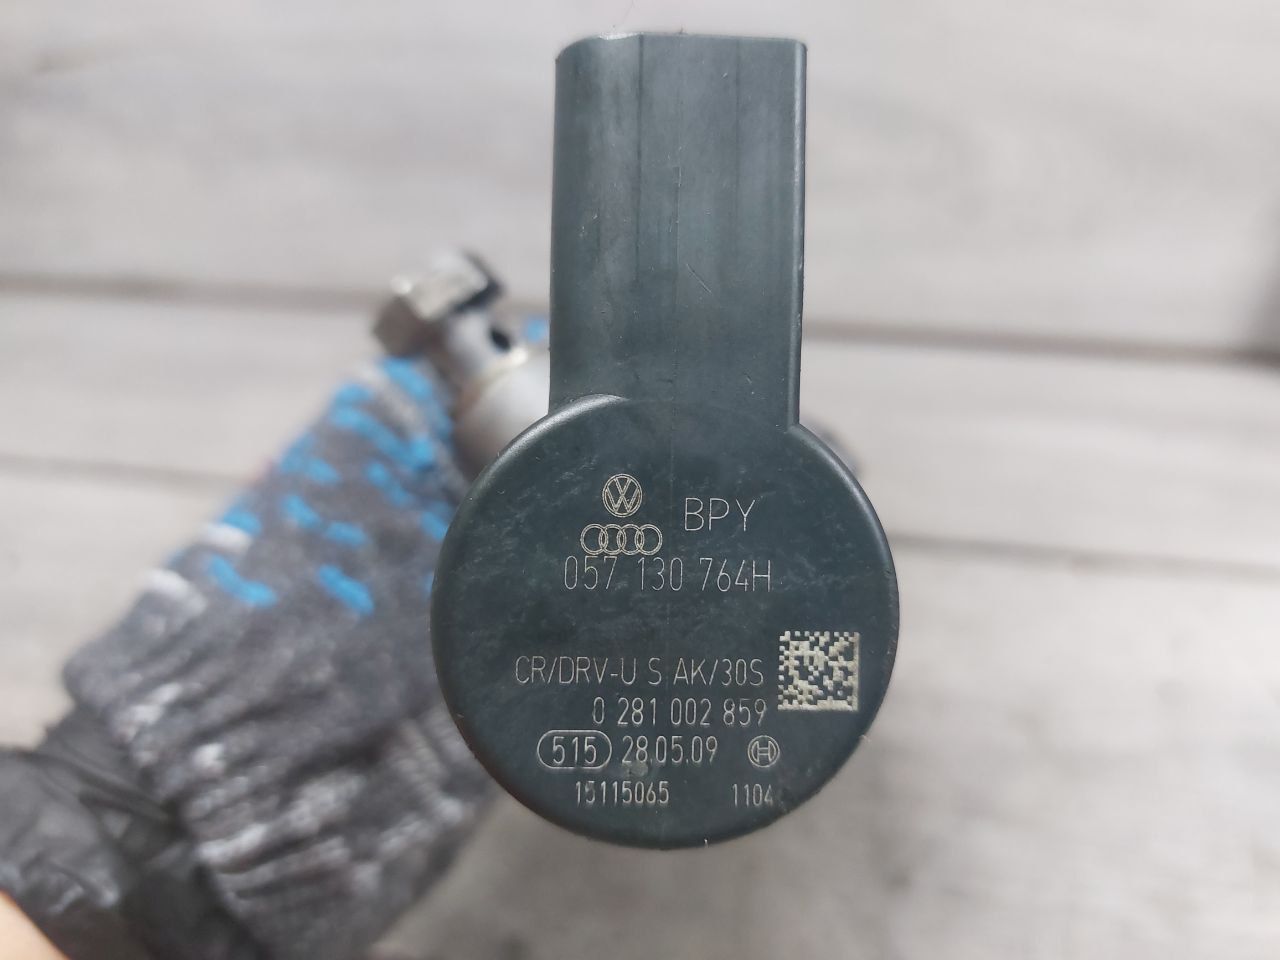 BPY
057 130 764H
CR/DRV-U S AK/30S
0 281 002 859
515 28.05.09
15115065 1104